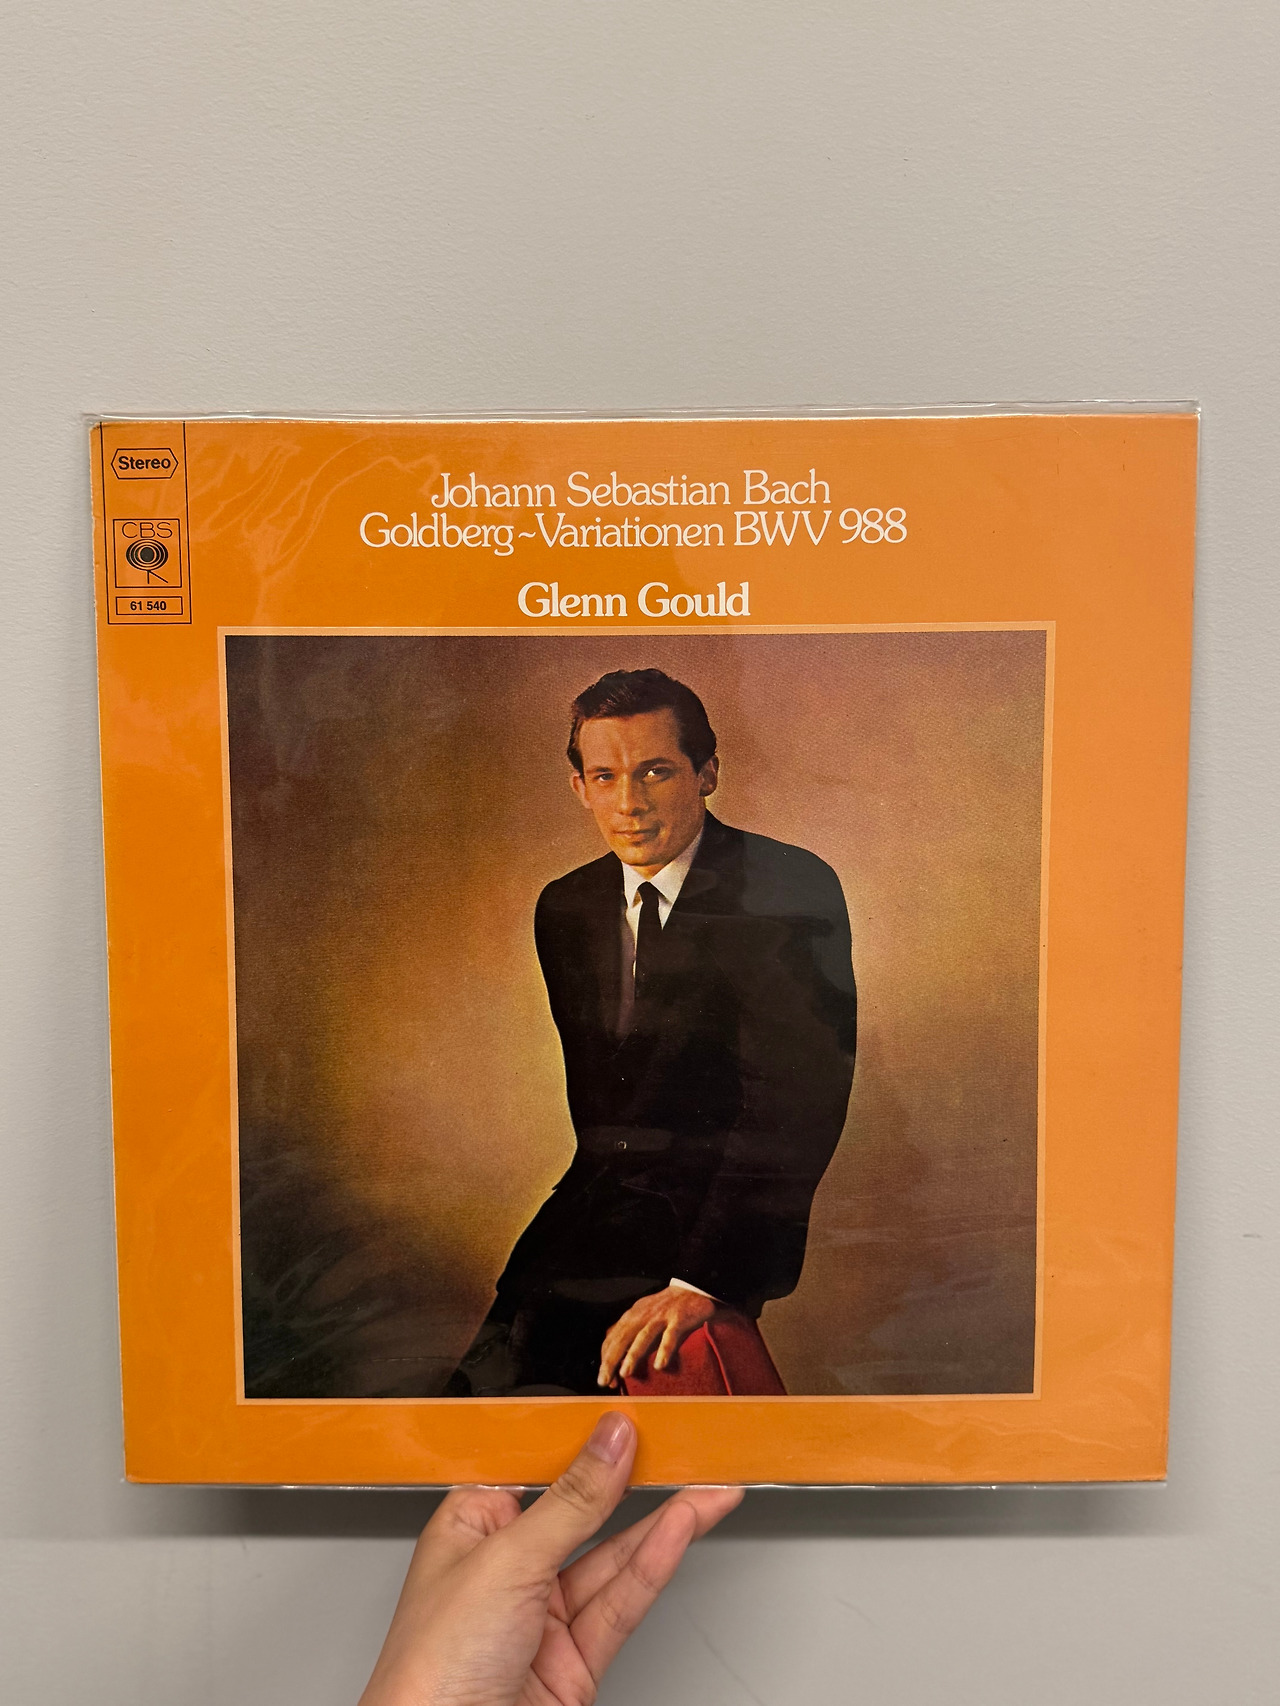 Stereo
CBS
61 540
Johann Sebastian Bach
Goldberg~Variationen BWV 988
Glenn Gould